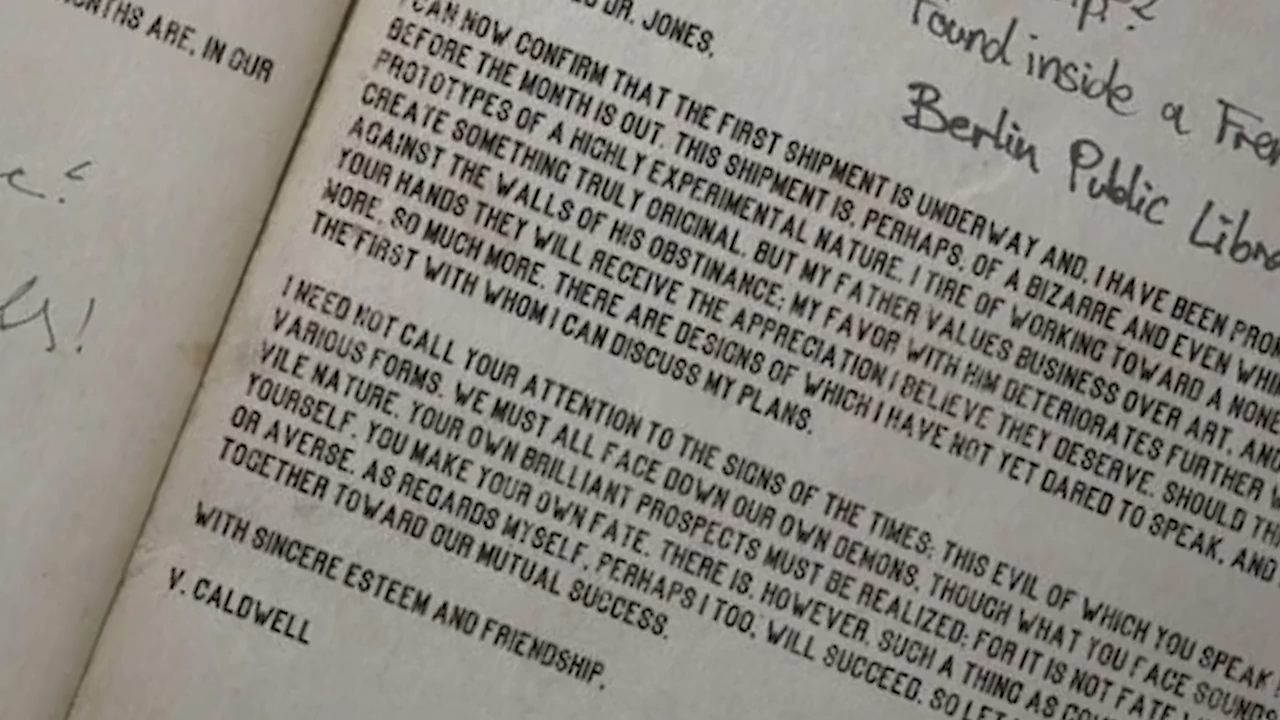 MONTHS ARE, IN OUR
DR. JONES,
I CAN NOW CONFIRM THAT THE FIRST SHIPMENT IS UNDERWAY AND, I HAVE BEEN
BEFORE THE MONTH IS OUT. THIS SHIPMENT IS, PERHAPS, OF A BIZARRE AND EVEN
PROTOTYPES OF A HIGHLY EXPERIMENTAL NATURE. I TIRE OF WORKING TOWARD A
CREATE SOMETHING TRULY ORIGINAL, BUT MY FATHER VALUES BUSINESS OVER ART, AND
AGAINST THE WALLS OF HIS OBSTINANCE; MY FAVOR WITH HIM DETERIORATES FURTHER
YOUR HANDS THEY WILL RECEIVE THE APPRECIATION I BELIEVE THEY DESERVE. SHOULD
MORE, SO MUCH MORE. THERE ARE DESIGNS OF WHICH I HAVE NOT YET DARED TO SPEAK, AND
THE FIRST WITH WHOM I CAN DISCUSS MY PLANS.
I NEED NOT CALL YOUR ATTENTION TO THE SIGNS OF THE TIMES; THIS EVIL OF WHICH YOU SPEAK
VARIOUS FORMS. WE MUST ALL FACE DOWN OUR OWN DEMONS, THOUGH WHAT YOU FACE SOUNDS
VILE NATURE. YOUR OWN BRILLIANT PROSPECTS MUST BE REALIZED; FOR IT IS NOT FATE
YOURSELF. YOU MAKE YOUR OWN FATE. THERE IS, HOWEVER, SUCH A THING AS
OR AVERSE. AS REGARDS MYSELF, PERHAPS I TOO, WILL SUCCEED. SO LET
TOGETHER TOWARD OUR MUTUAL SUCCESS.
WITH SINCERE ESTEEM AND FRIENDSHIP,
V. CALDWELL
Found inside a
Berlin Public